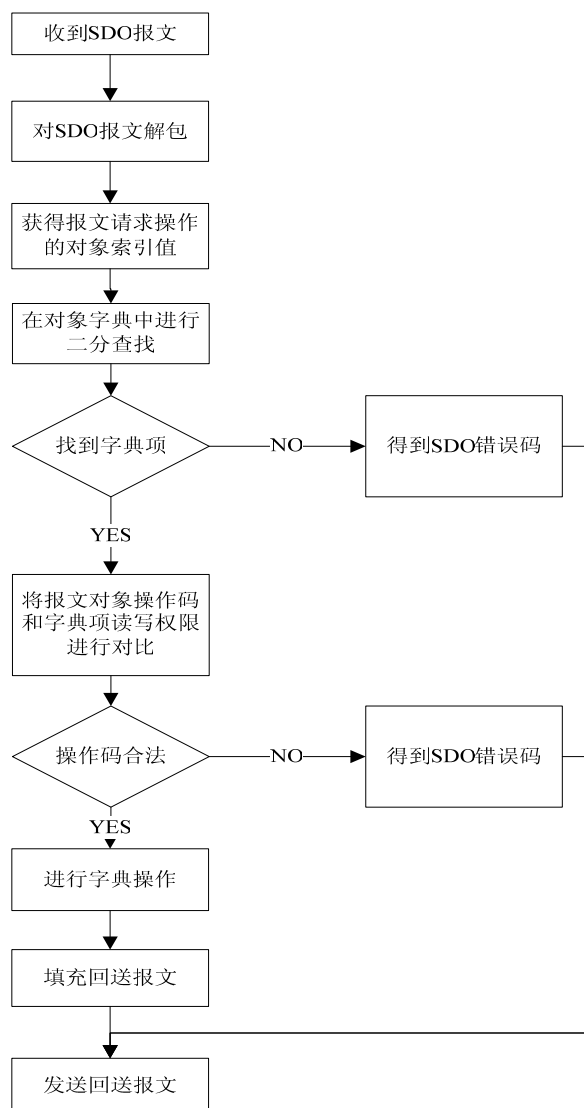 收到SDO报文
对SDO报文解包
获得报文请求操作
的对象索引值
在对象字典中进行
二分查找
找到字典项
NO
得到SDO错误码
YES
将报文对象操作码
和字典项读写权限
进行对比
操作码合法
NO
得到SDO错误码
YES
进行字典操作
填充回送报文
发送回送报文